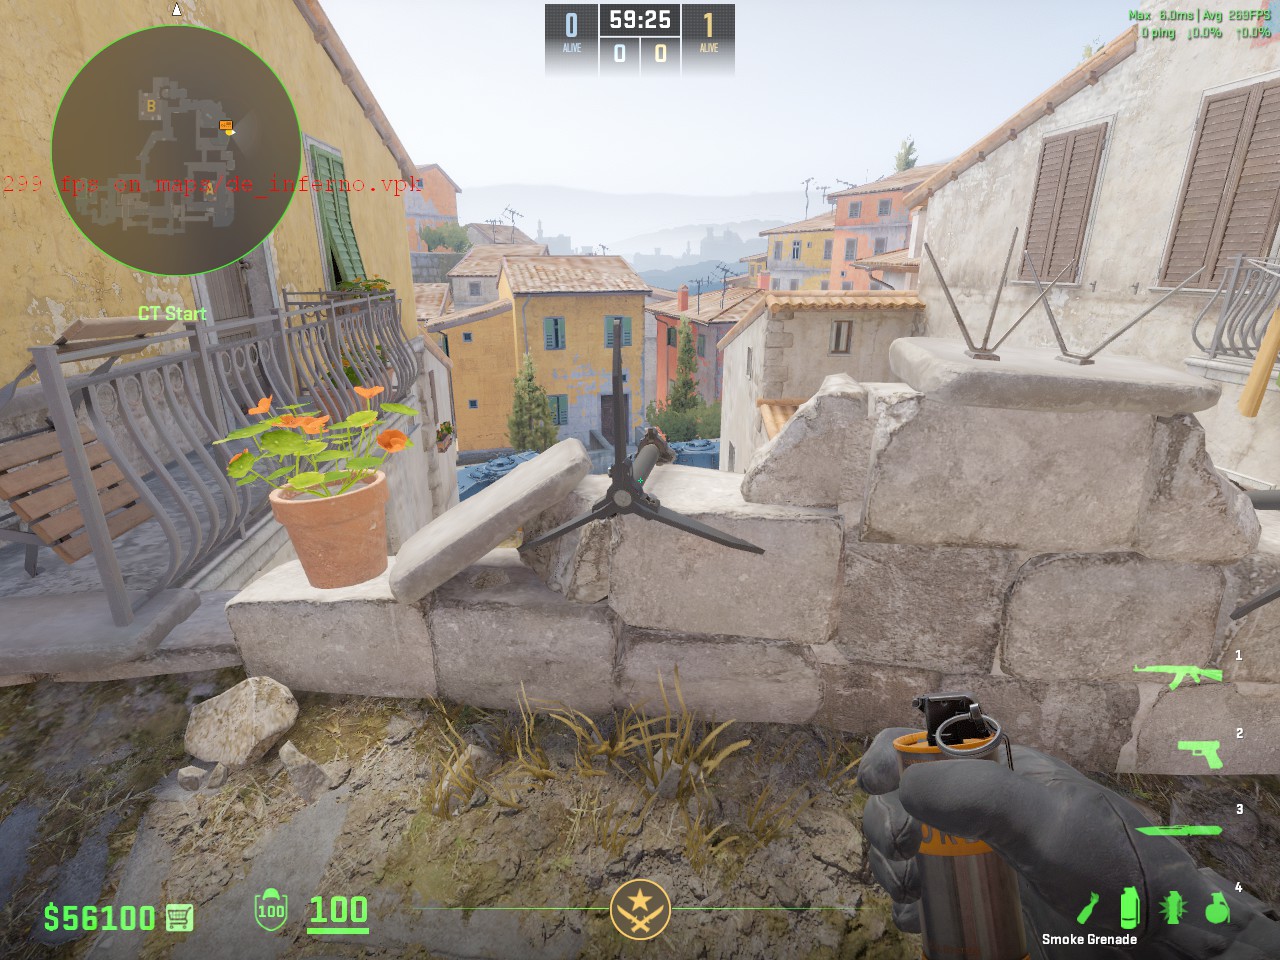 0
ALIVE
59:25
0
0
1
ALIVE
Max 6.0ms | Avg 269FPS
0 ping ↓0.0% ↑0.0%
B
A
299 fps on maps/de_inferno.vpk
CT Start
1
2
3
4
$56100
100
100
Smoke Grenade